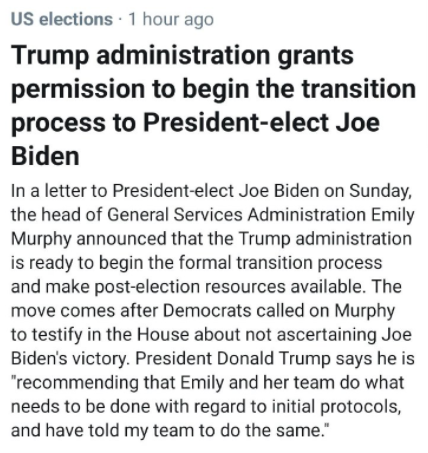 US elections · 1 hour ago
Trump administration grants
permission to begin the transition
process to President-elect Joe
Biden
In a letter to President-elect Joe Biden on Sunday,
the head of General Services Administration Emily
Murphy announced that the Trump administration
is ready to begin the formal transition process
and make post-election resources available. The
move comes after Democrats called on Murphy
to testify in the House about not ascertaining Joe
Biden's victory. President Donald Trump says he is
"recommending that Emily and her team do what
needs to be done with regard to initial protocols,
and have told my team to do the same."